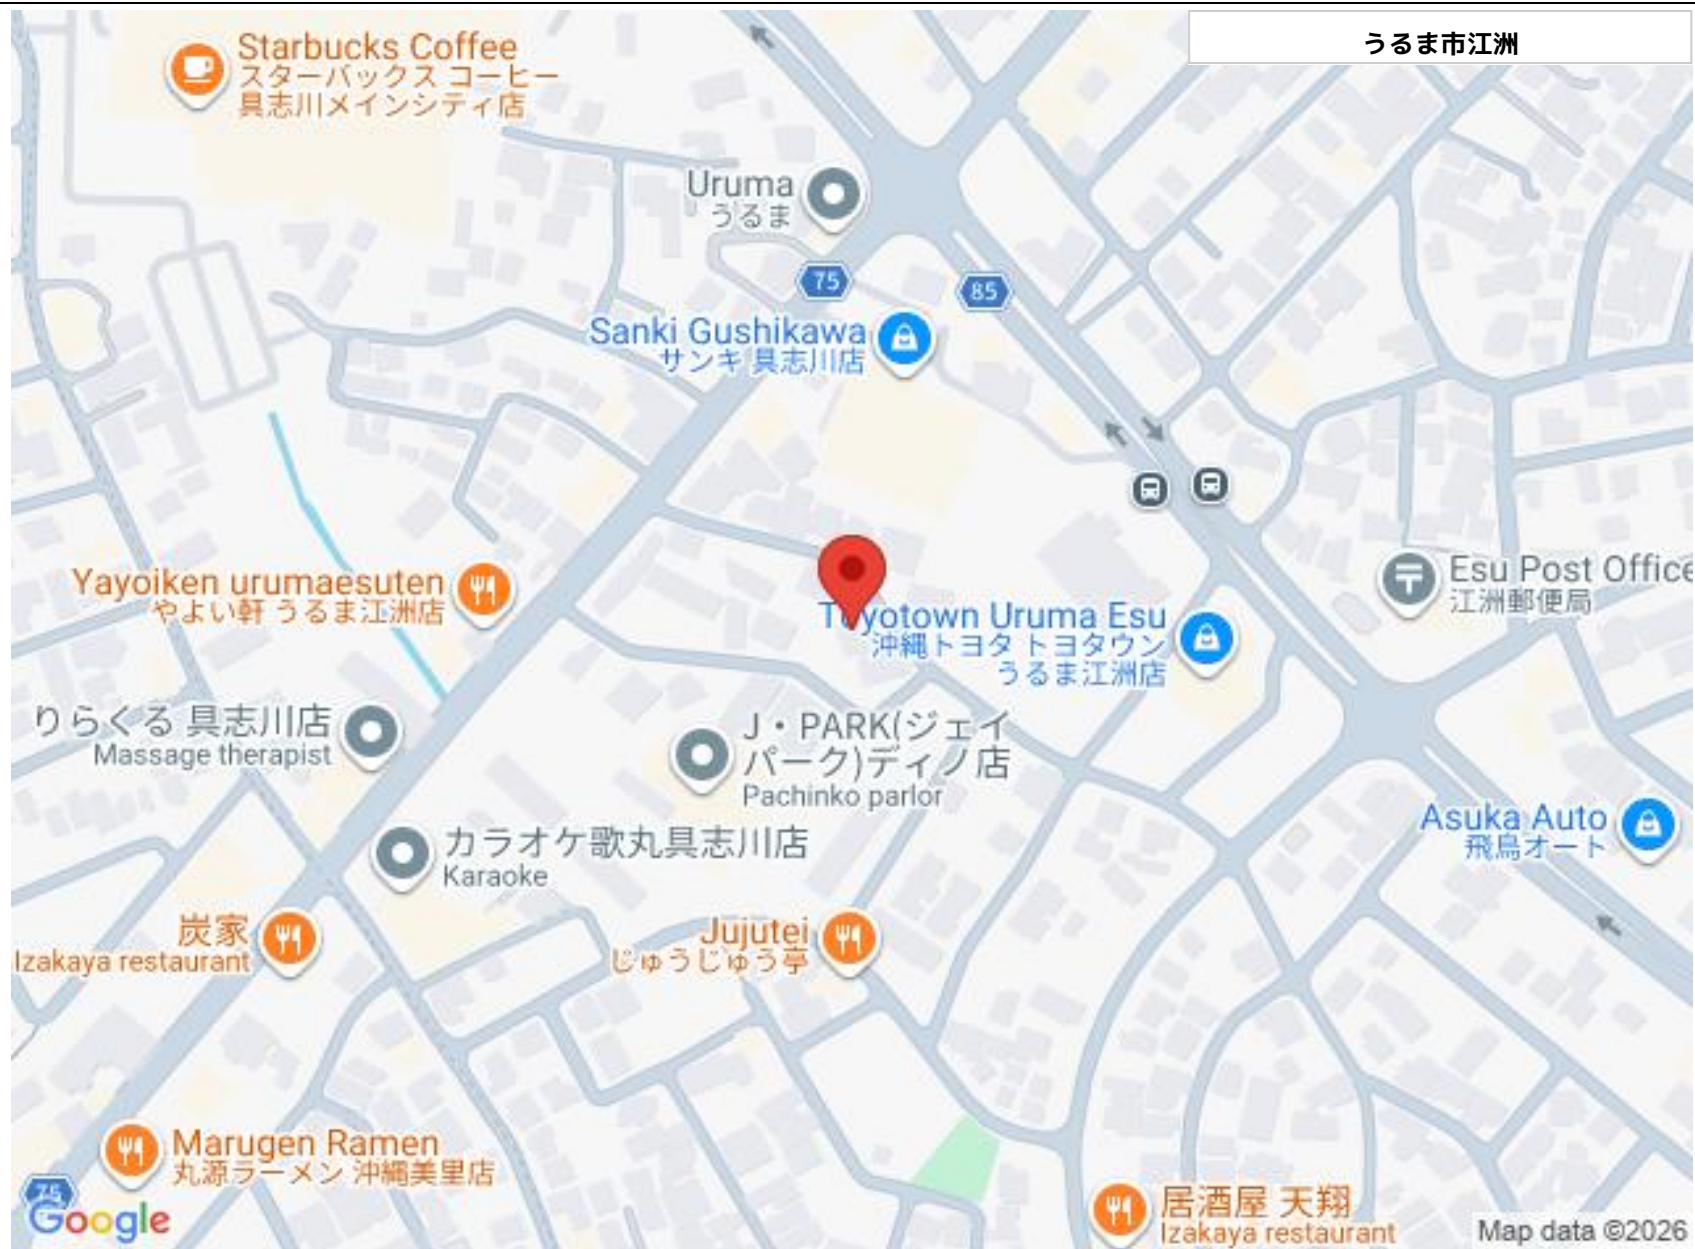 うるま市江洲
Starbucks Coffee
スターバックス コーヒー
具志川メインシティ店
Uruma
うるま
75
85
Sanki Gushikawa
サンキ 具志川店
Yayoiken urumaesuten
やよい軒 うるま江洲店
Esu Post Office
江洲郵便局
Toyotown Uruma Esu
沖縄トヨタ トヨタウン
うるま江洲店
りらくる 具志川店
Massage therapist
J・PARK(ジェイ
パーク)ディノ店
Pachinko parlor
Asuka Auto
飛鳥オート
カラオケ歌丸具志川店
Karaoke
炭家
Izakaya restaurant
Jujutei
じゅうじゅう亭
Marugen Ramen
丸源ラーメン 沖縄美里店
75
Google
居酒屋 天翔
Izakaya restaurant
Map data ©2026